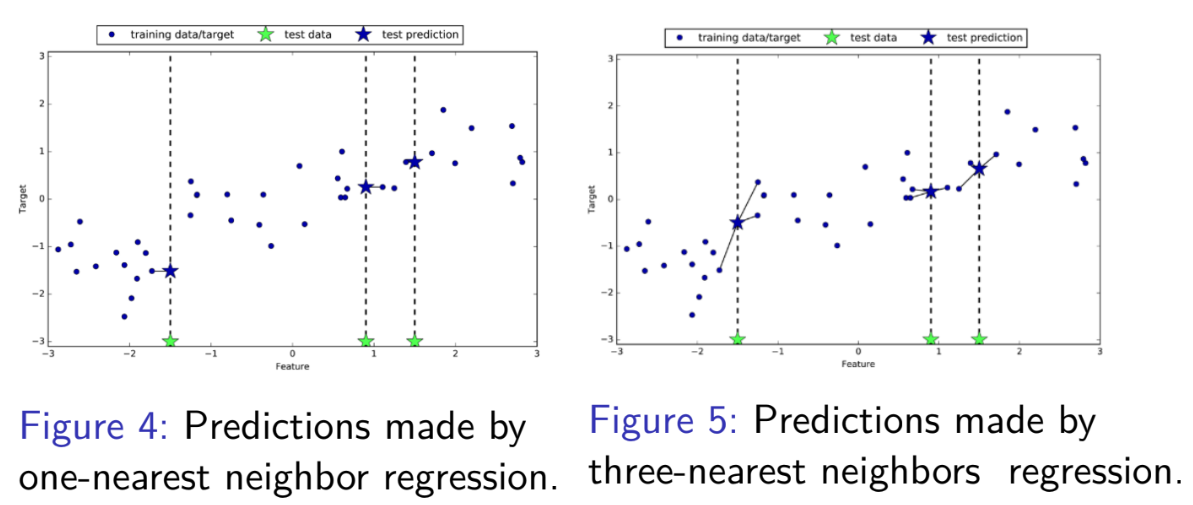 training data/target test data test prediction
3
2
1
0
−1
−2
−3
Target
−3 −2 −1 0 1 2 3
Feature
Figure 4: Predictions made by
one-nearest neighbor regression.
training data/target test data test prediction
3
2
1
0
−1
−2
−3
Target
−3 −2 −1 0 1 2 3
Feature
Figure 5: Predictions made by
three-nearest neighbors regression.